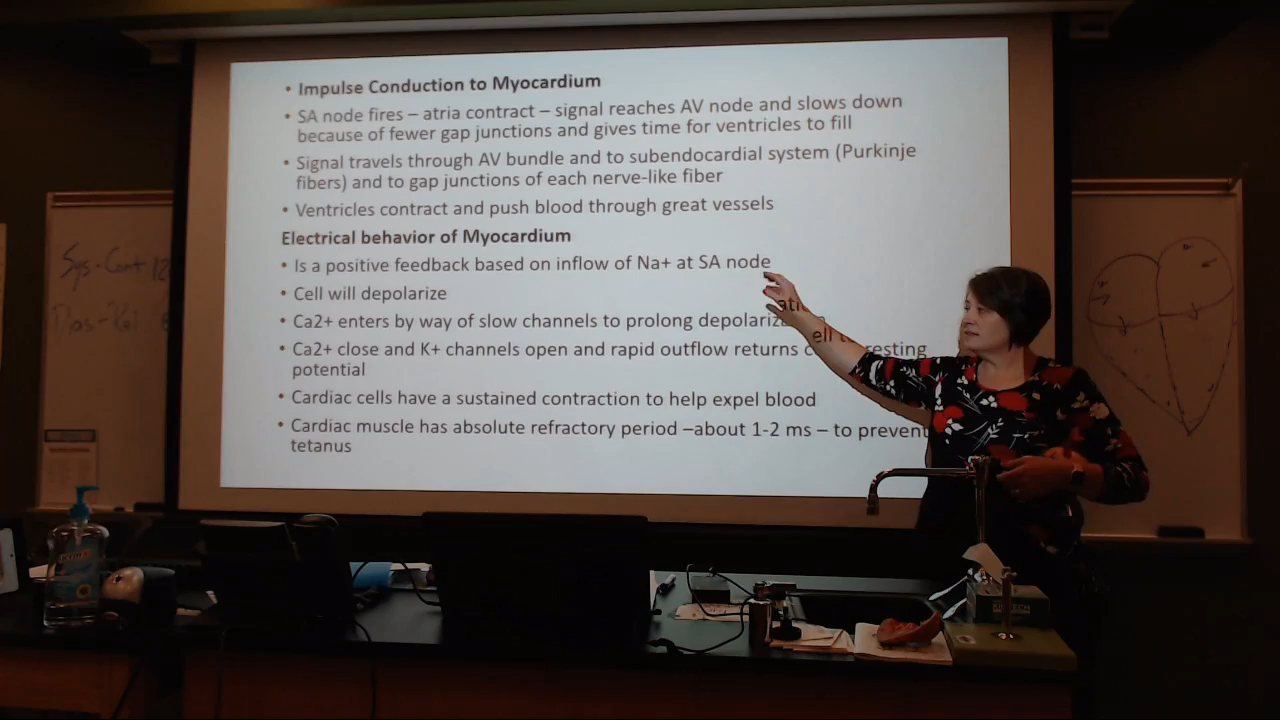 • Impulse Conduction to Myocardium
• SA node fires – atria contract – signal reaches AV node and slows down
because of fewer gap junctions and gives time for ventricles to fill
• Signal travels through AV bundle and to subendocardial system (Purkinje
fibers) and to gap junctions of each nerve-like fiber
• Ventricles contract and push blood through great vessels
Electrical behavior of Myocardium
• Is a positive feedback based on inflow of Na+ at SA node
• Cell will depolarize
• Ca2+ enters by way of slow channels to prolong
• Ca2+ close and K+ channels open and rapid outflow returns resting
potential
• Cardiac cells have a sustained contraction to help expel blood
• Cardiac muscle has absolute refractory period –about 1-2 ms – to prevent
tetanus